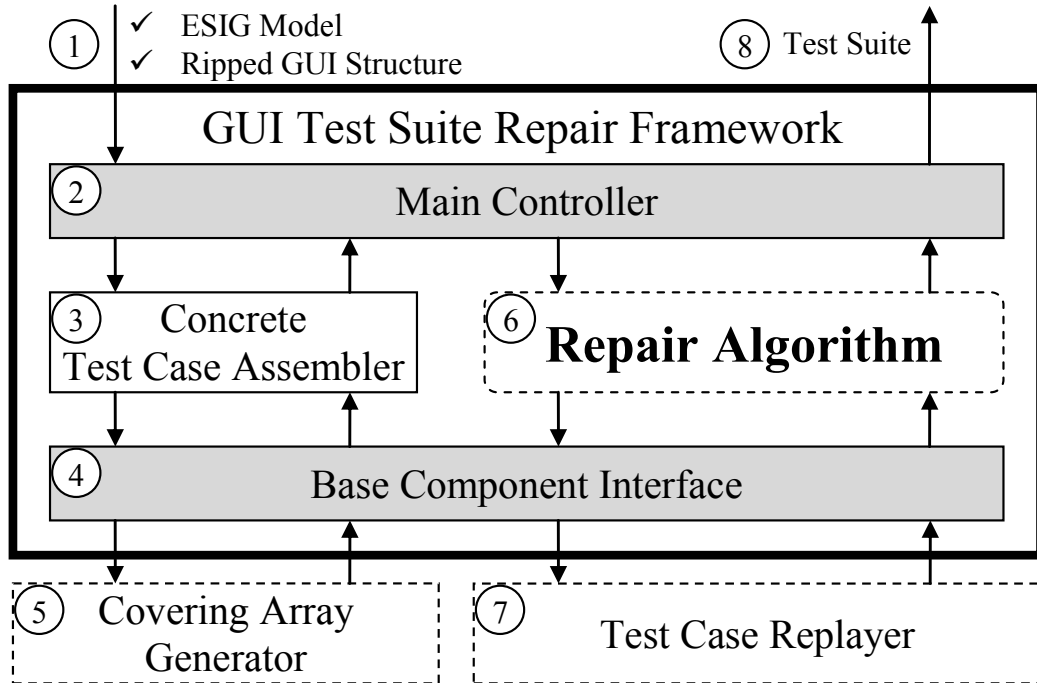 1
✓ ESIG Model
✓ Ripped GUI Structure
8 Test Suite
GUI Test Suite Repair Framework
2
Main Controller
3
Concrete
Test Case Assembler
6
Repair Algorithm
4
Base Component Interface
5
Covering Array
Generator
7
Test Case Replayer